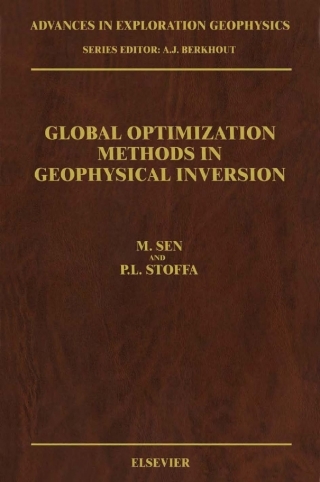 ADVANCES IN EXPLORATION GEOPHYSICS
SERIES EDITOR: A.J. BERKHOUT
GLOBAL OPTIMIZATION
METHODS IN
GEOPHYSICAL INVERSION
M. SEN
AND
P.L. STOFFA
ELSEVIER